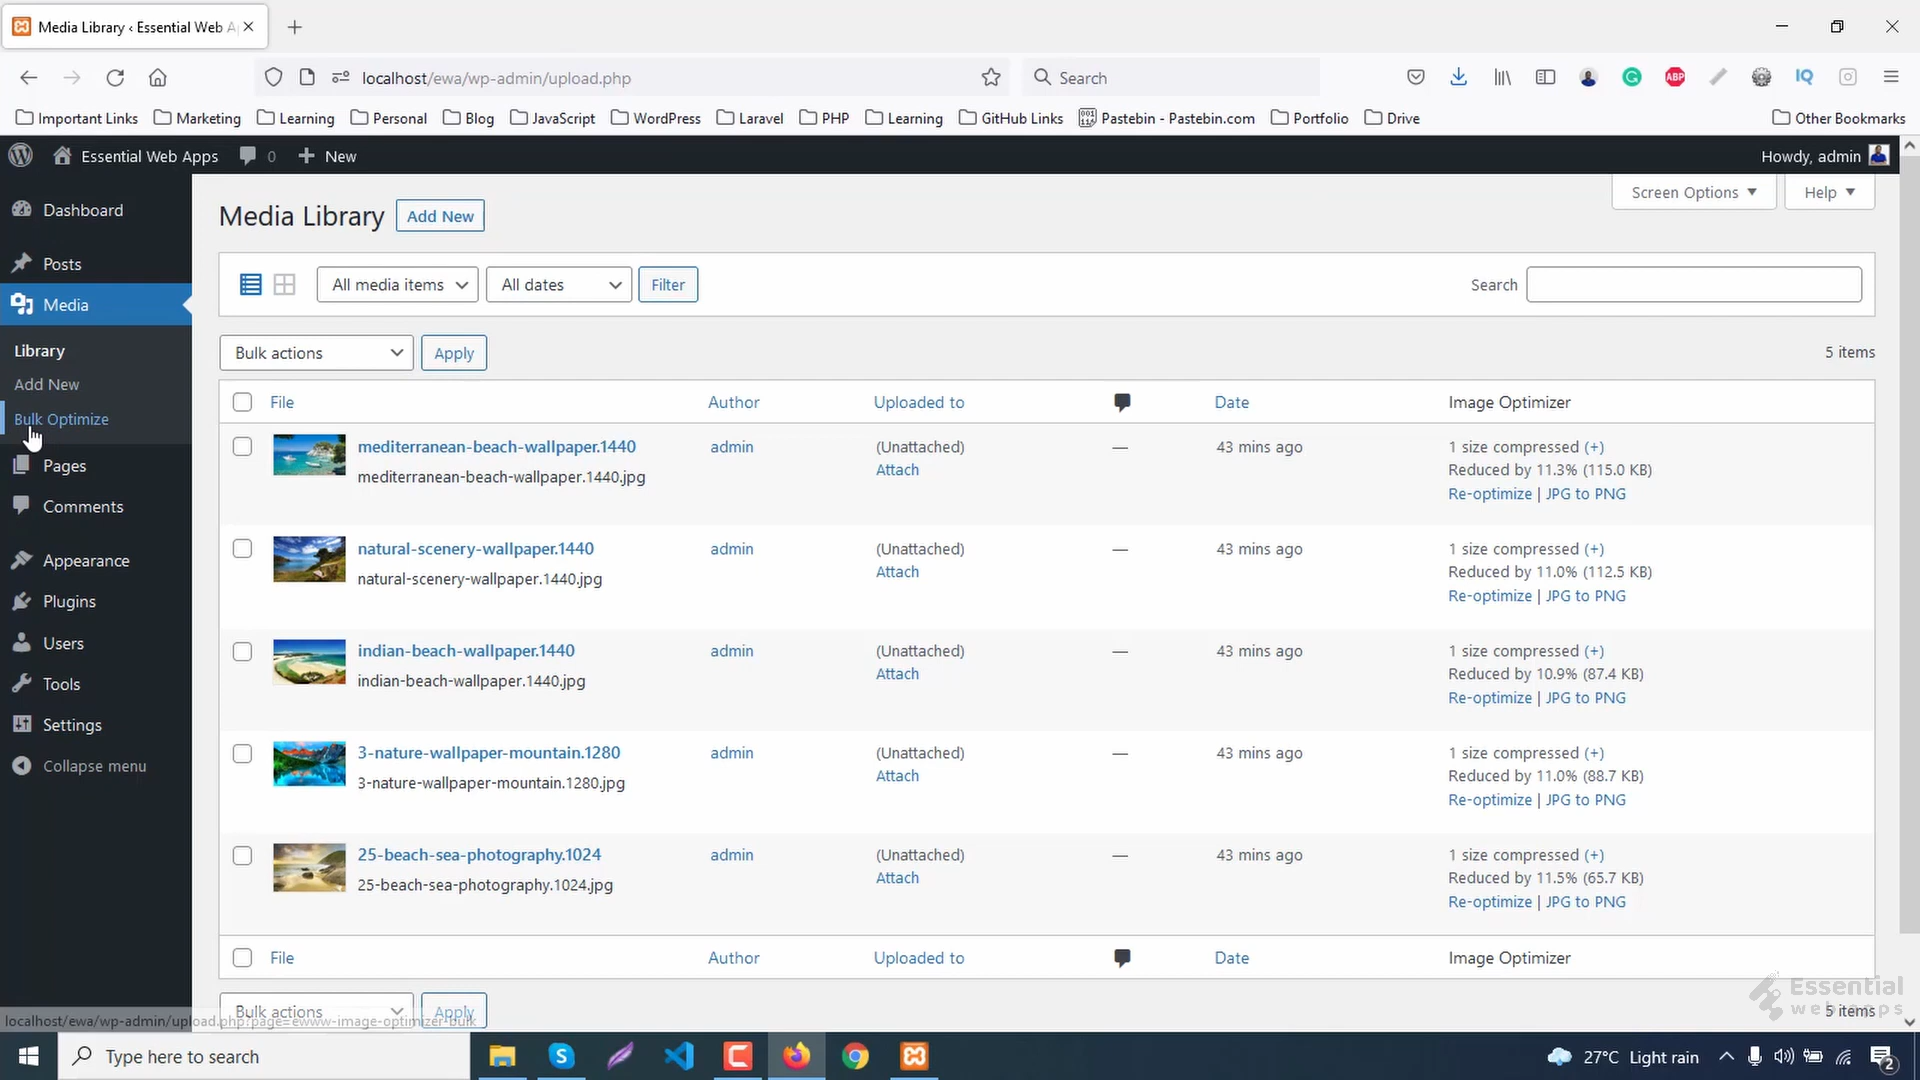 Media Library ‹ Essential Web A
localhost/ewa/wp-admin/upload.php
Search
ABP
IQ
Important Links
Marketing
Learning
Personal
Blog
JavaScript
WordPress
Laravel
PHP
Learning
GitHub Links
Pastebin - Pastebin.com
Portfolio
Drive
Other Bookmarks
Essential Web Apps
0
New
Howdy, admin
Dashboard
Posts
Media
Library
Add New
Bulk Optimize
Pages
Comments
Appearance
Plugins
Users
Tools
Settings
Collapse menu
Screen Options
Help
Media Library
Add New
All media items
All dates
Filter
Search
Bulk actions
Apply
5 items
File Author Uploaded to Date Image Optimizer
mediterranean-beach-wallpaper.1440
mediterranean-beach-wallpaper.1440.jpg
admin
(Unattached)
Attach
—
43 mins ago
1 size compressed (+)
Reduced by 11.3% (115.0 KB)
Re-optimize | JPG to PNG
natural-scenery-wallpaper.1440
natural-scenery-wallpaper.1440.jpg
admin
(Unattached)
Attach
—
43 mins ago
1 size compressed (+)
Reduced by 11.0% (112.5 KB)
Re-optimize | JPG to PNG
indian-beach-wallpaper.1440
indian-beach-wallpaper.1440.jpg
admin
(Unattached)
Attach
—
43 mins ago
1 size compressed (+)
Reduced by 10.9% (87.4 KB)
Re-optimize | JPG to PNG
3-nature-wallpaper-mountain.1280
3-nature-wallpaper-mountain.1280.jpg
admin
(Unattached)
Attach
—
43 mins ago
1 size compressed (+)
Reduced by 11.0% (88.7 KB)
Re-optimize | JPG to PNG
25-beach-sea-photography.1024
25-beach-sea-photography.1024.jpg
admin
(Unattached)
Attach
—
43 mins ago
1 size compressed (+)
Reduced by 11.5% (65.7 KB)
Re-optimize | JPG to PNG
File Author Uploaded to Date Image Optimizer
Bulk actions
Apply
5 items
Essential
web apps
localhost/ewa/wp-admin/upload.php?page=ewww-image-optimizer-bulk
Type here to search
27°C Light rain
2